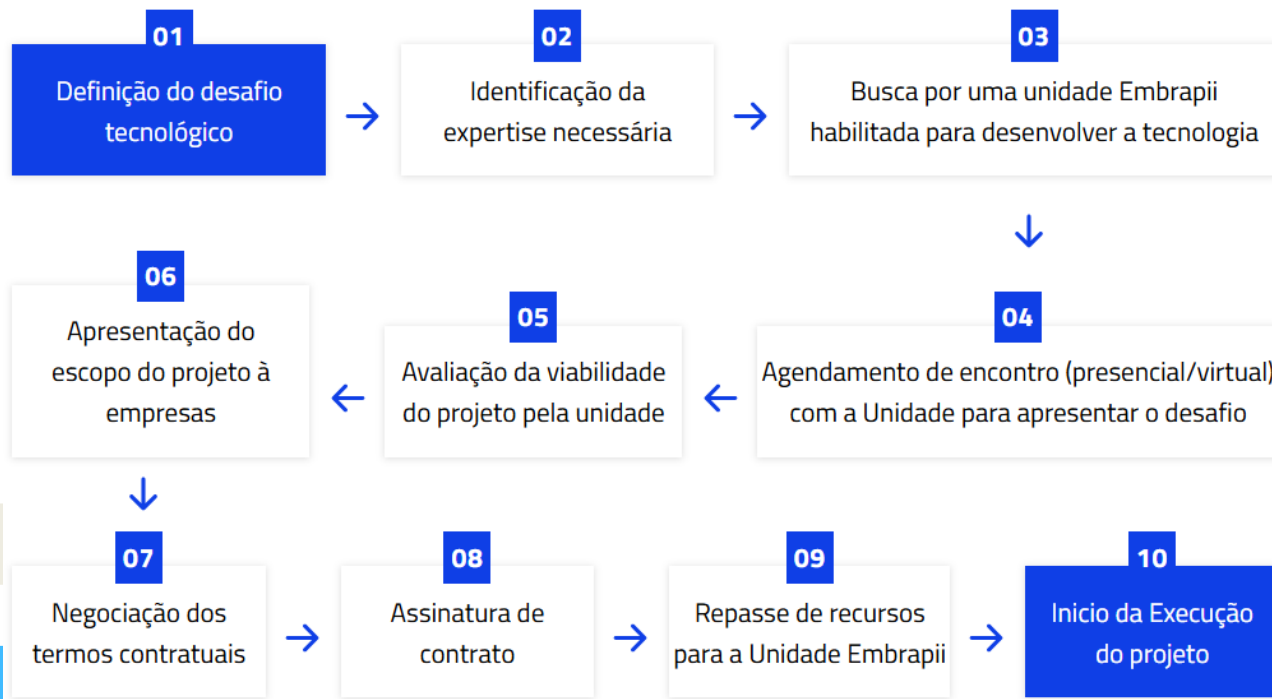 01
Definição do desafio
tecnológico
02
Identificação da
expertise necessária
03
Busca por uma unidade Embrapii
habilitada para desenvolver a tecnologia
04
Agendamento de encontro (presencial/virtual)
com a Unidade para apresentar o desafio
05
Avaliação da viabilidade
do projeto pela unidade
06
Apresentação do
escopo do projeto à
empresas
07
Negociação dos
termos contratuais
08
Assinatura de
contrato
09
Repasse de recursos
para a Unidade Embrapii
10
Inicio da Execução
do projeto